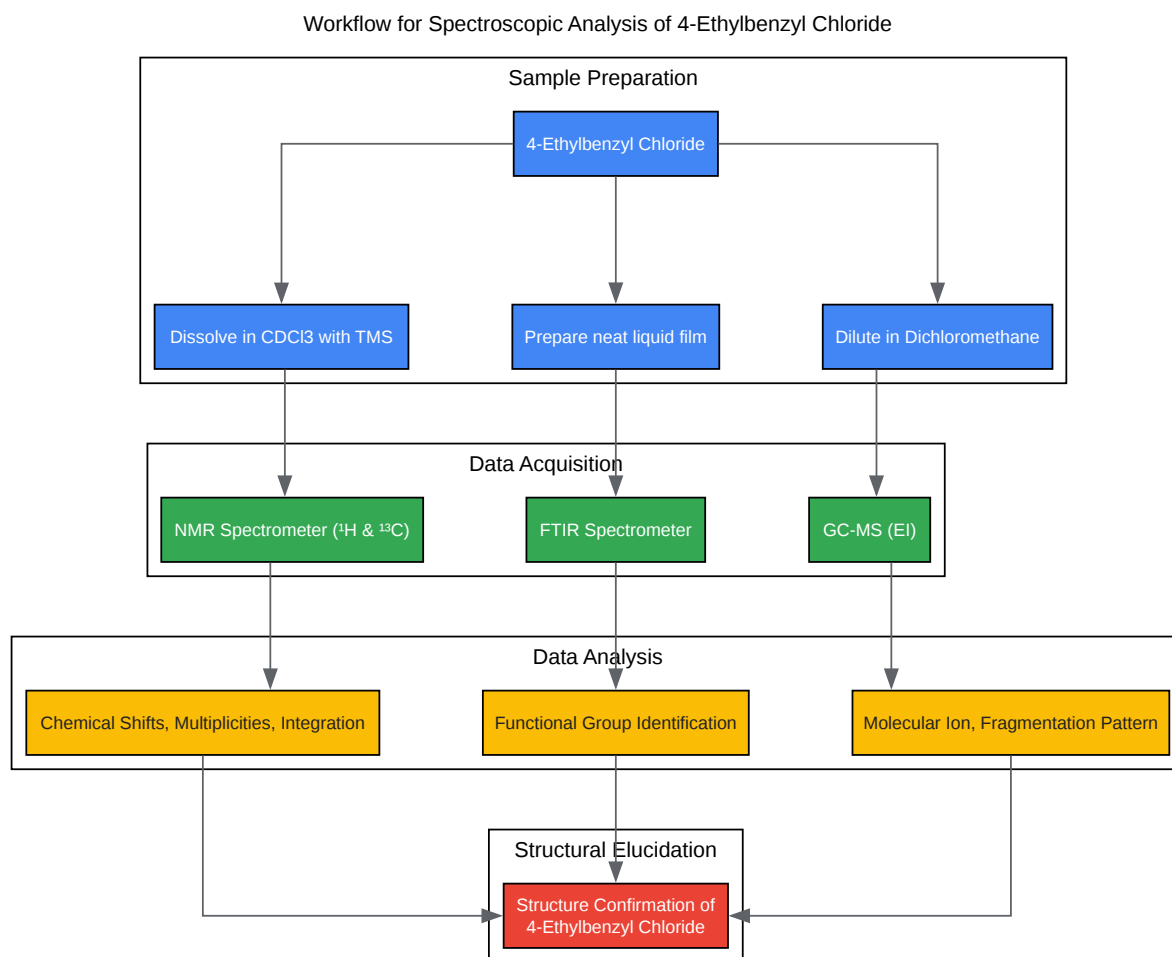 Workflow for Spectroscopic Analysis of 4-Ethylbenzyl Chloride
Sample Preparation
4-Ethylbenzyl Chloride
Dissolve in CDCl3 with TMS
Prepare neat liquid film
Dilute in Dichloromethane
Data Acquisition
NMR Spectrometer (¹H & ¹³C)
FTIR Spectrometer
GC-MS (EI)
Data Analysis
Chemical Shifts, Multiplicities, Integration
Functional Group Identification
Molecular Ion, Fragmentation Pattern
Structural Elucidation
Structure Confirmation of
4-Ethylbenzyl Chloride